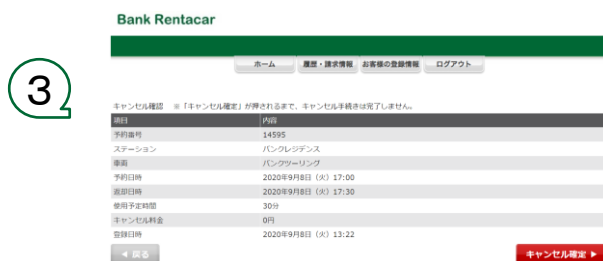 Bank Rentacar
ホーム 履歴・請求情報 お客様の登録情報 ログアウト
3
キャンセル確認 ※「キャンセル確定」が押されるまで、キャンセル手続きは完了しません。
項目 内容
予約番号 14595
ステーション バンクレジデンス
車両 バンクツーリング
予約日時 2020年9月8日（火）17:00
返却日時 2020年9月8日（火）17:30
使用予定時間 30分
キャンセル料金 0円
登録日時 2020年9月8日（火）13:22
◀ 戻る キャンセル確定 ▶